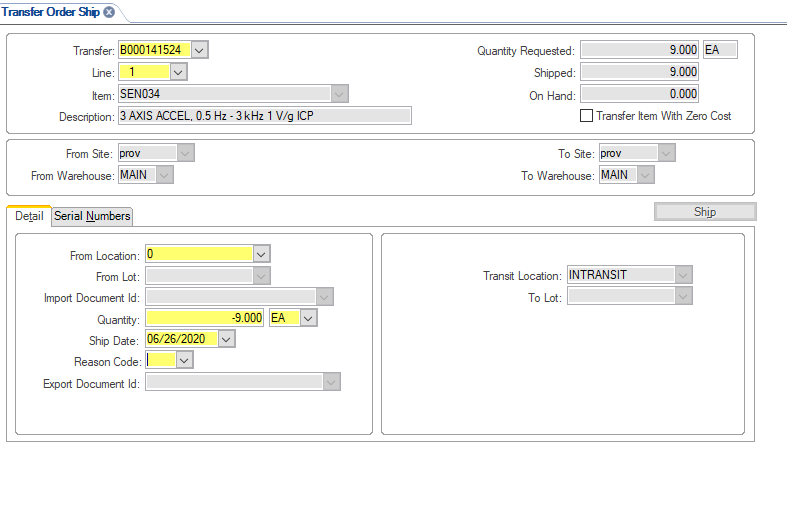 Transfer Order Ship
Transfer: B000141524 Quantity Requested: 9.000 EA
Line: 1 Shipped: 9.000
Item: SEN034 On Hand: 0.000
Description: 3 AXIS ACCEL, 0.5 Hz - 3 kHz 1 V/g ICP Transfer Item With Zero Cost
From Site: prov To Site: prov
From Warehouse: MAIN To Warehouse: MAIN
Detail Serial Numbers Ship
From Location: 0
From Lot: Transit Location: INTRANSIT
Import Document Id: To Lot:
Quantity: -9.000 EA
Ship Date: 06/26/2020
Reason Code:
Export Document Id: